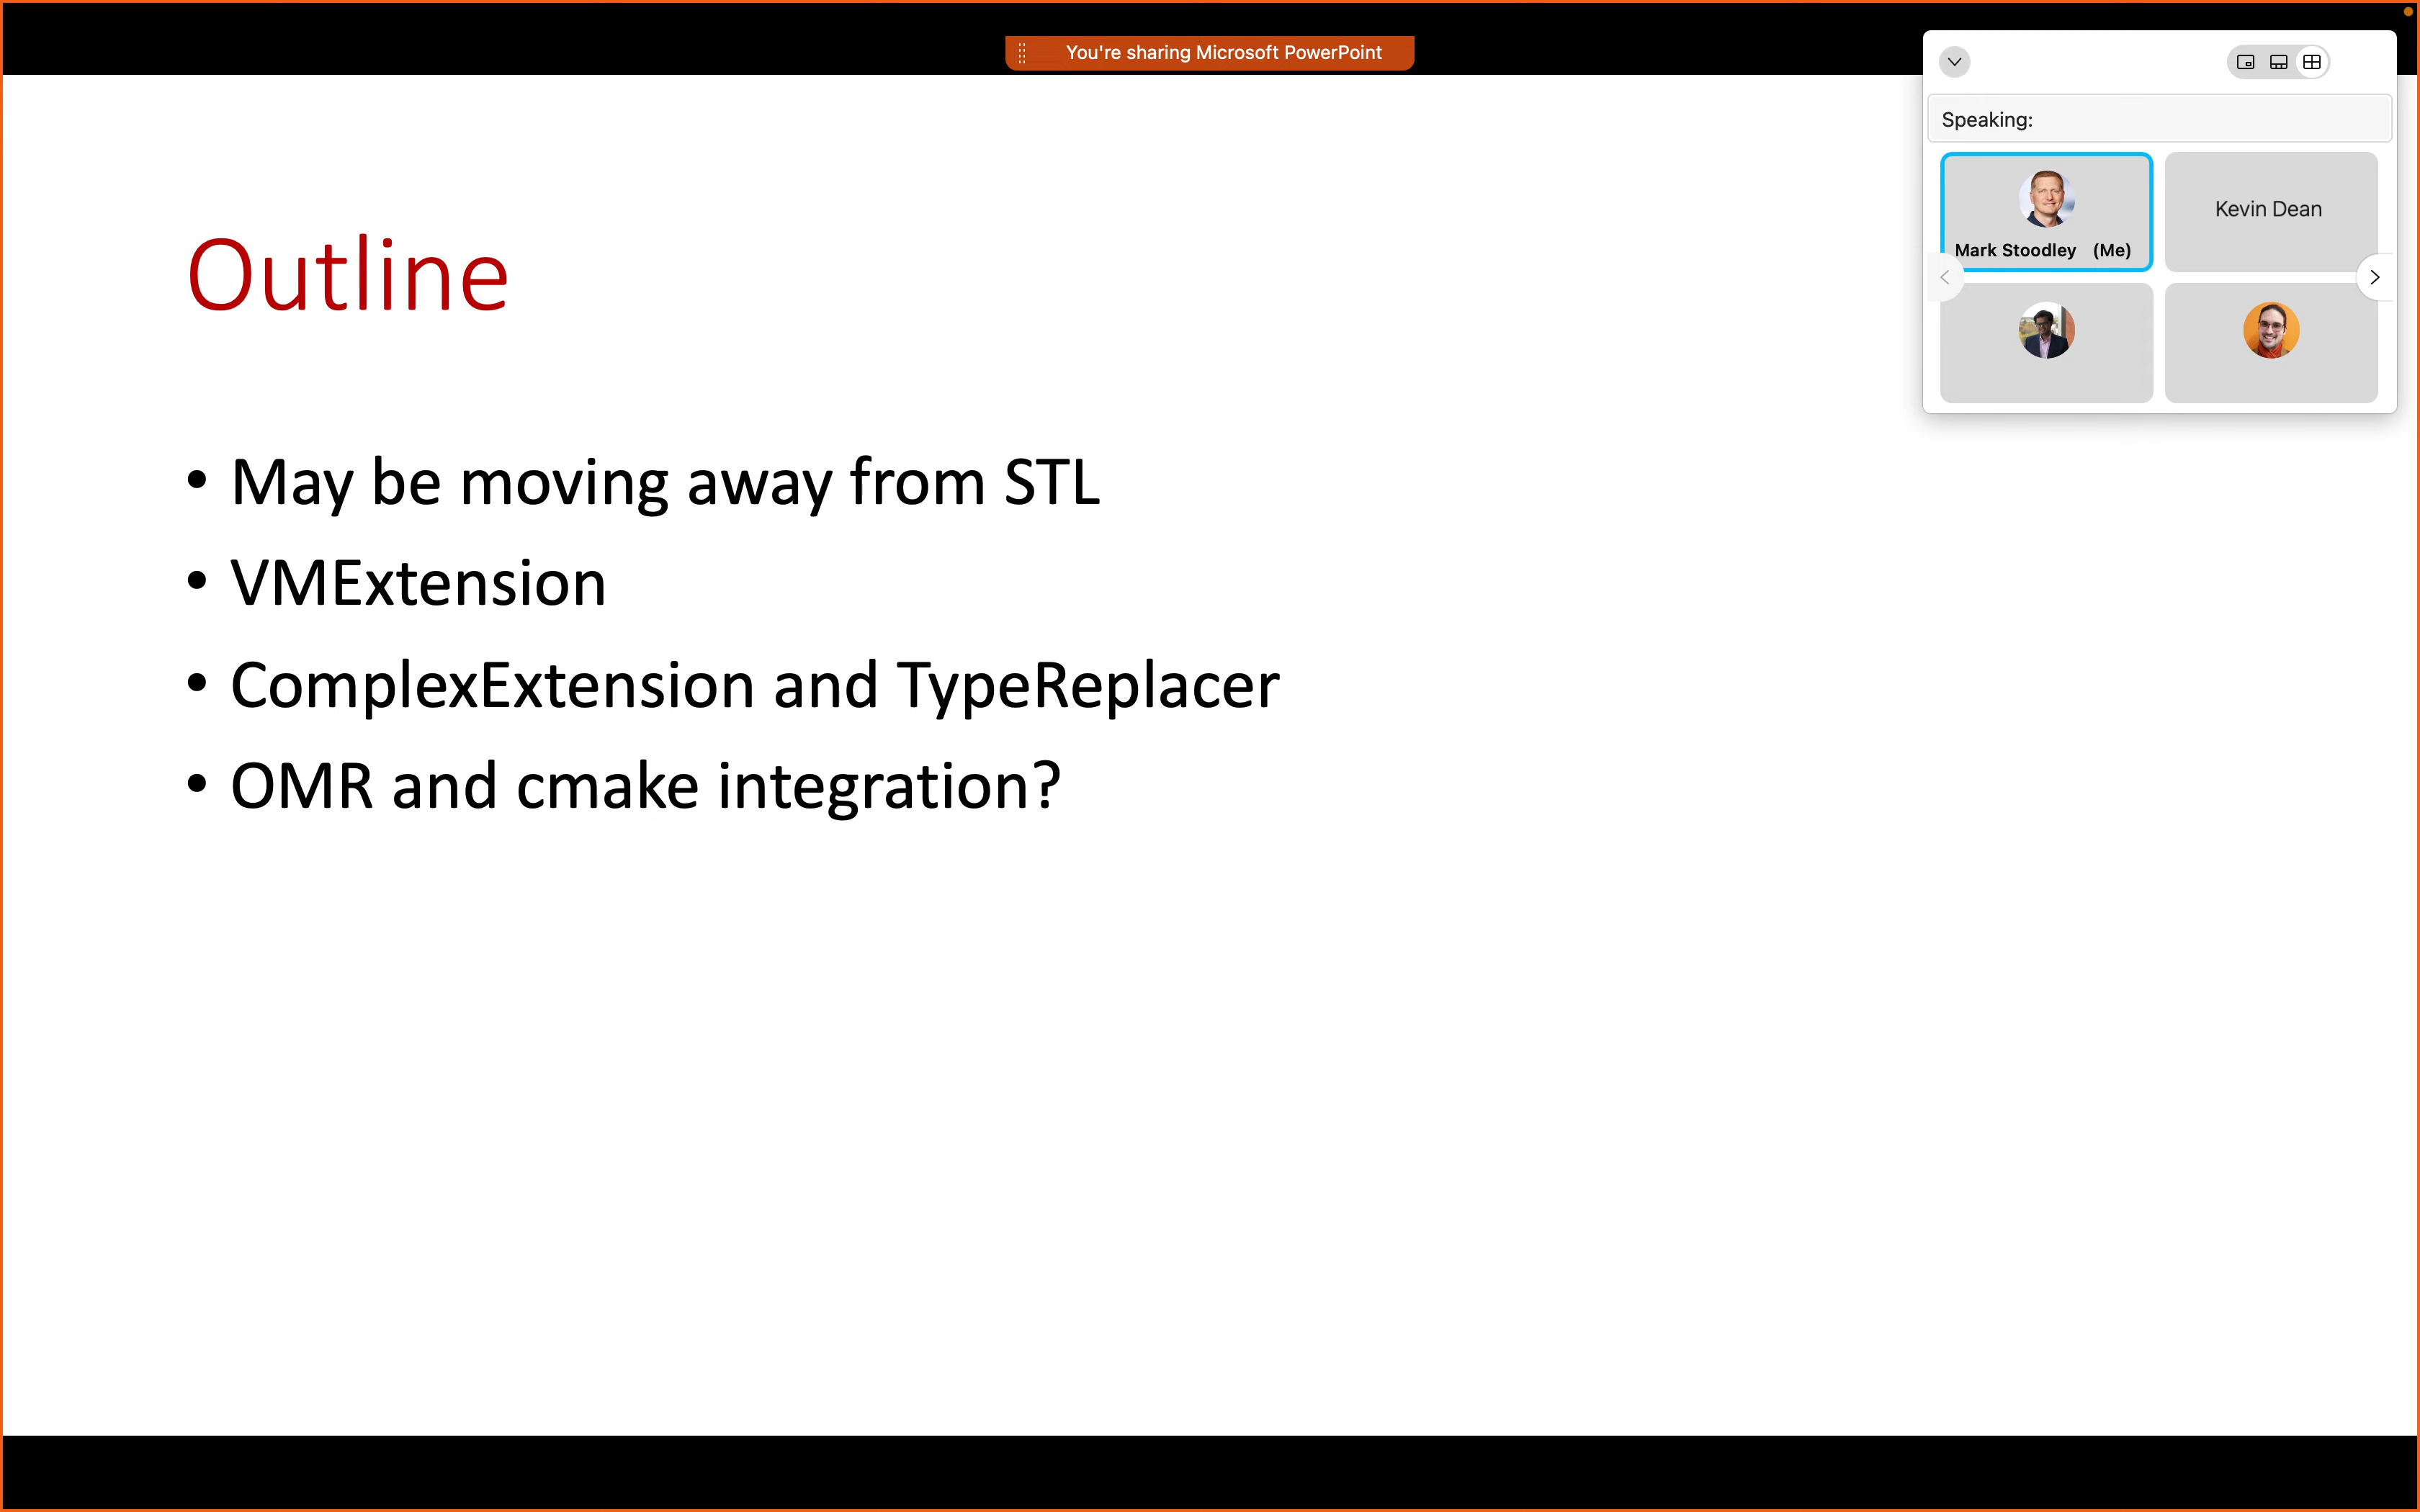 You're sharing Microsoft PowerPoint
Speaking:
Mark Stoodley (Me)
Kevin Dean
Outline
• May be moving away from STL
• VMExtension
• ComplexExtension and TypeReplacer
• OMR and cmake integration?